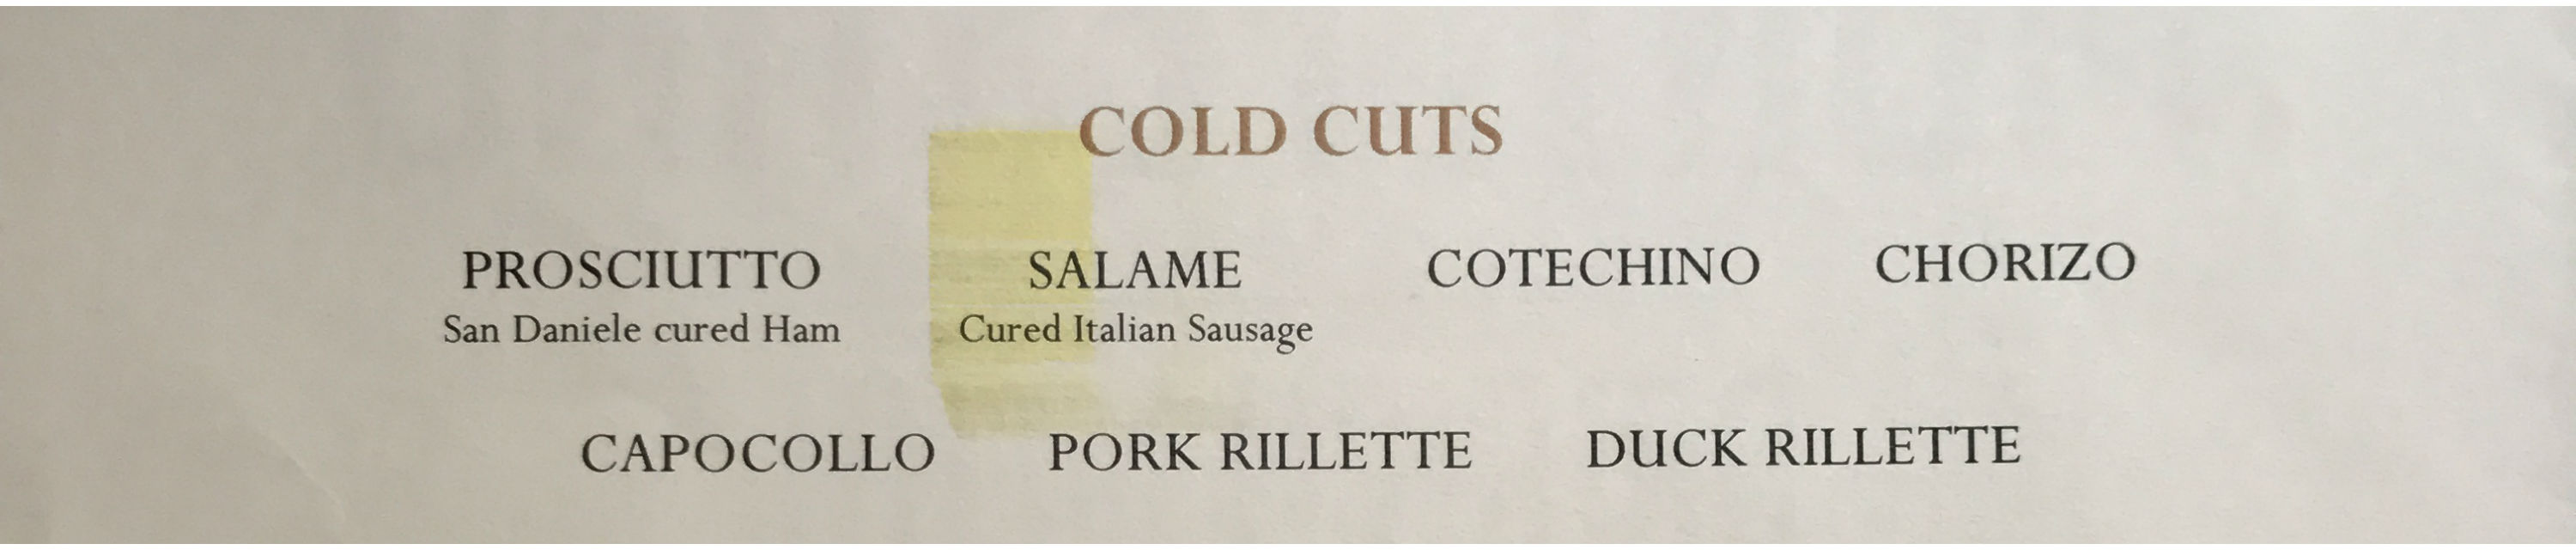 COLD CUTS
PROSCIUTTO SALAME COTECHINO CHORIZO
San Daniele cured Ham Cured Italian Sausage
CAPOCOLLO PORK RILLETTE DUCK RILLETTE